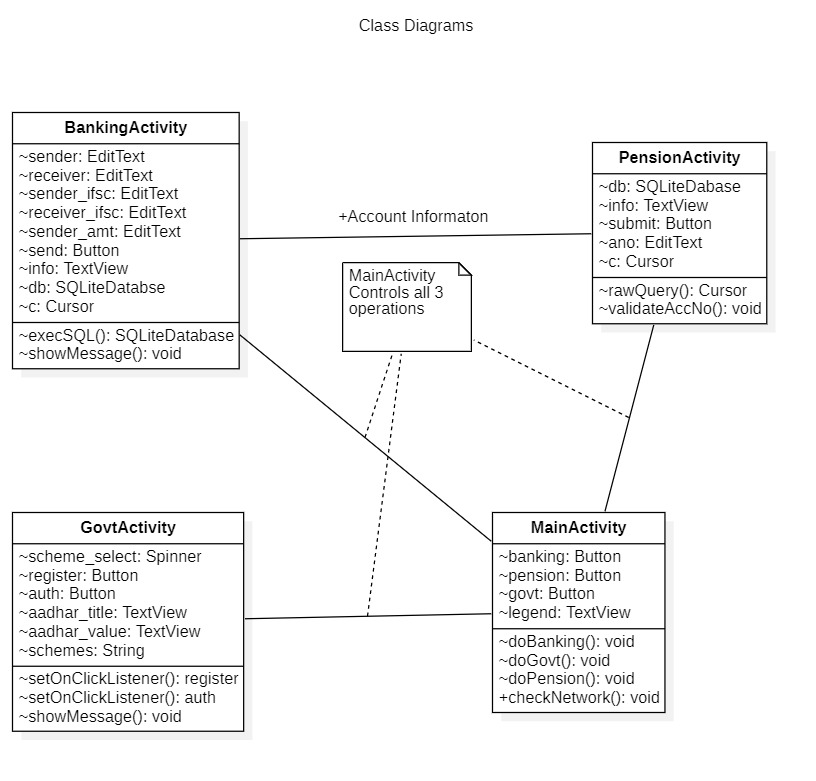 Class Diagrams
BankingActivity
~sender: EditText
~receiver: EditText
~sender_ifsc: EditText
~receiver_ifsc: EditText
~sender_amt: EditText
~send: Button
~info: TextView
~db: SQLiteDatabse
~c: Cursor
~execSQL(): SQLiteDatabase
~showMessage(): void
+Account Informaton
PensionActivity
~db: SQLiteDabase
~info: TextView
~submit: Button
~ano: EditText
~c: Cursor
~rawQuery(): Cursor
~validateAccNo(): void
MainActivity
Controls all 3
operations
GovtActivity
~scheme_select: Spinner
~register: Button
~auth: Button
~aadhar_title: TextView
~aadhar_value: TextView
~schemes: String
~setOnClickListener(): register
~setOnClickListener(): auth
~showMessage(): void
MainActivity
~banking: Button
~pension: Button
~govt: Button
~legend: TextView
~doBanking(): void
~doGovt(): void
~doPension(): void
+checkNetwork(): void